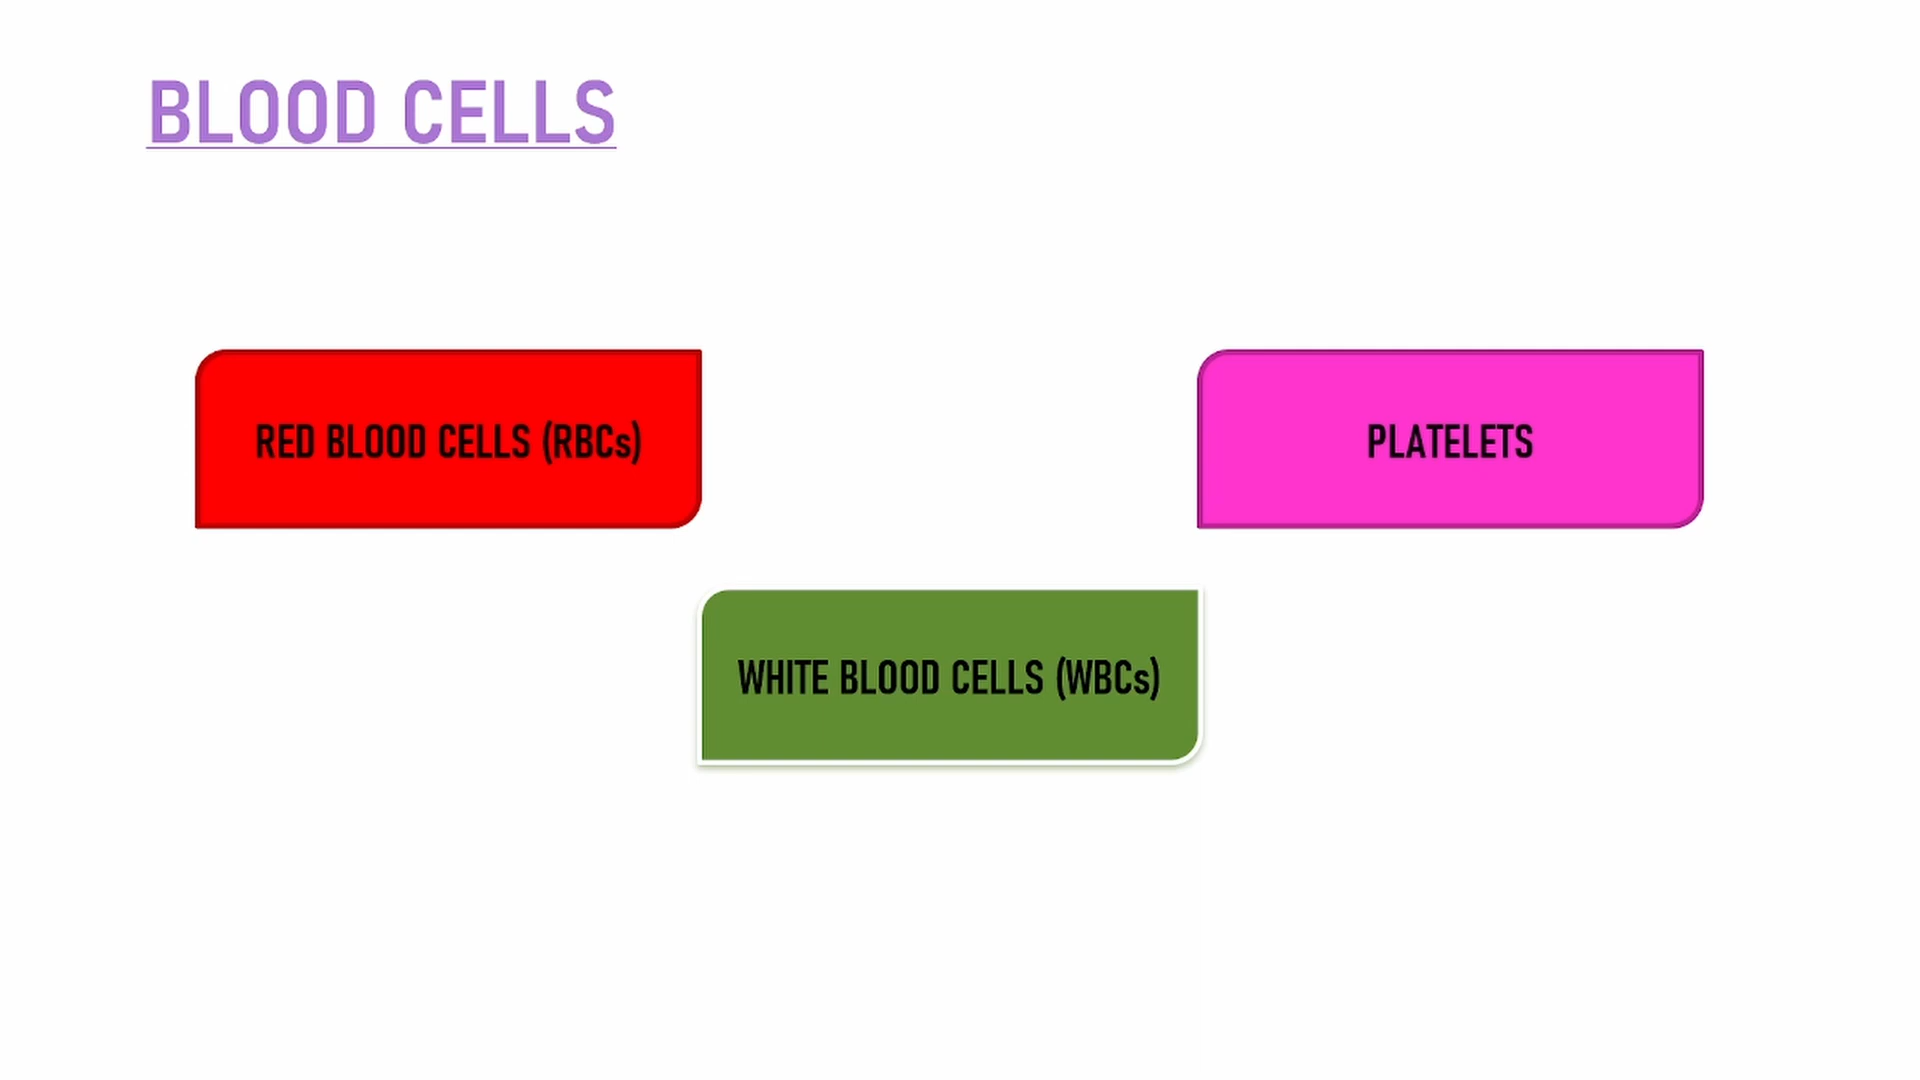 BLOOD CELLS
RED BLOOD CELLS (RBCs)
PLATELETS
WHITE BLOOD CELLS (WBCs)